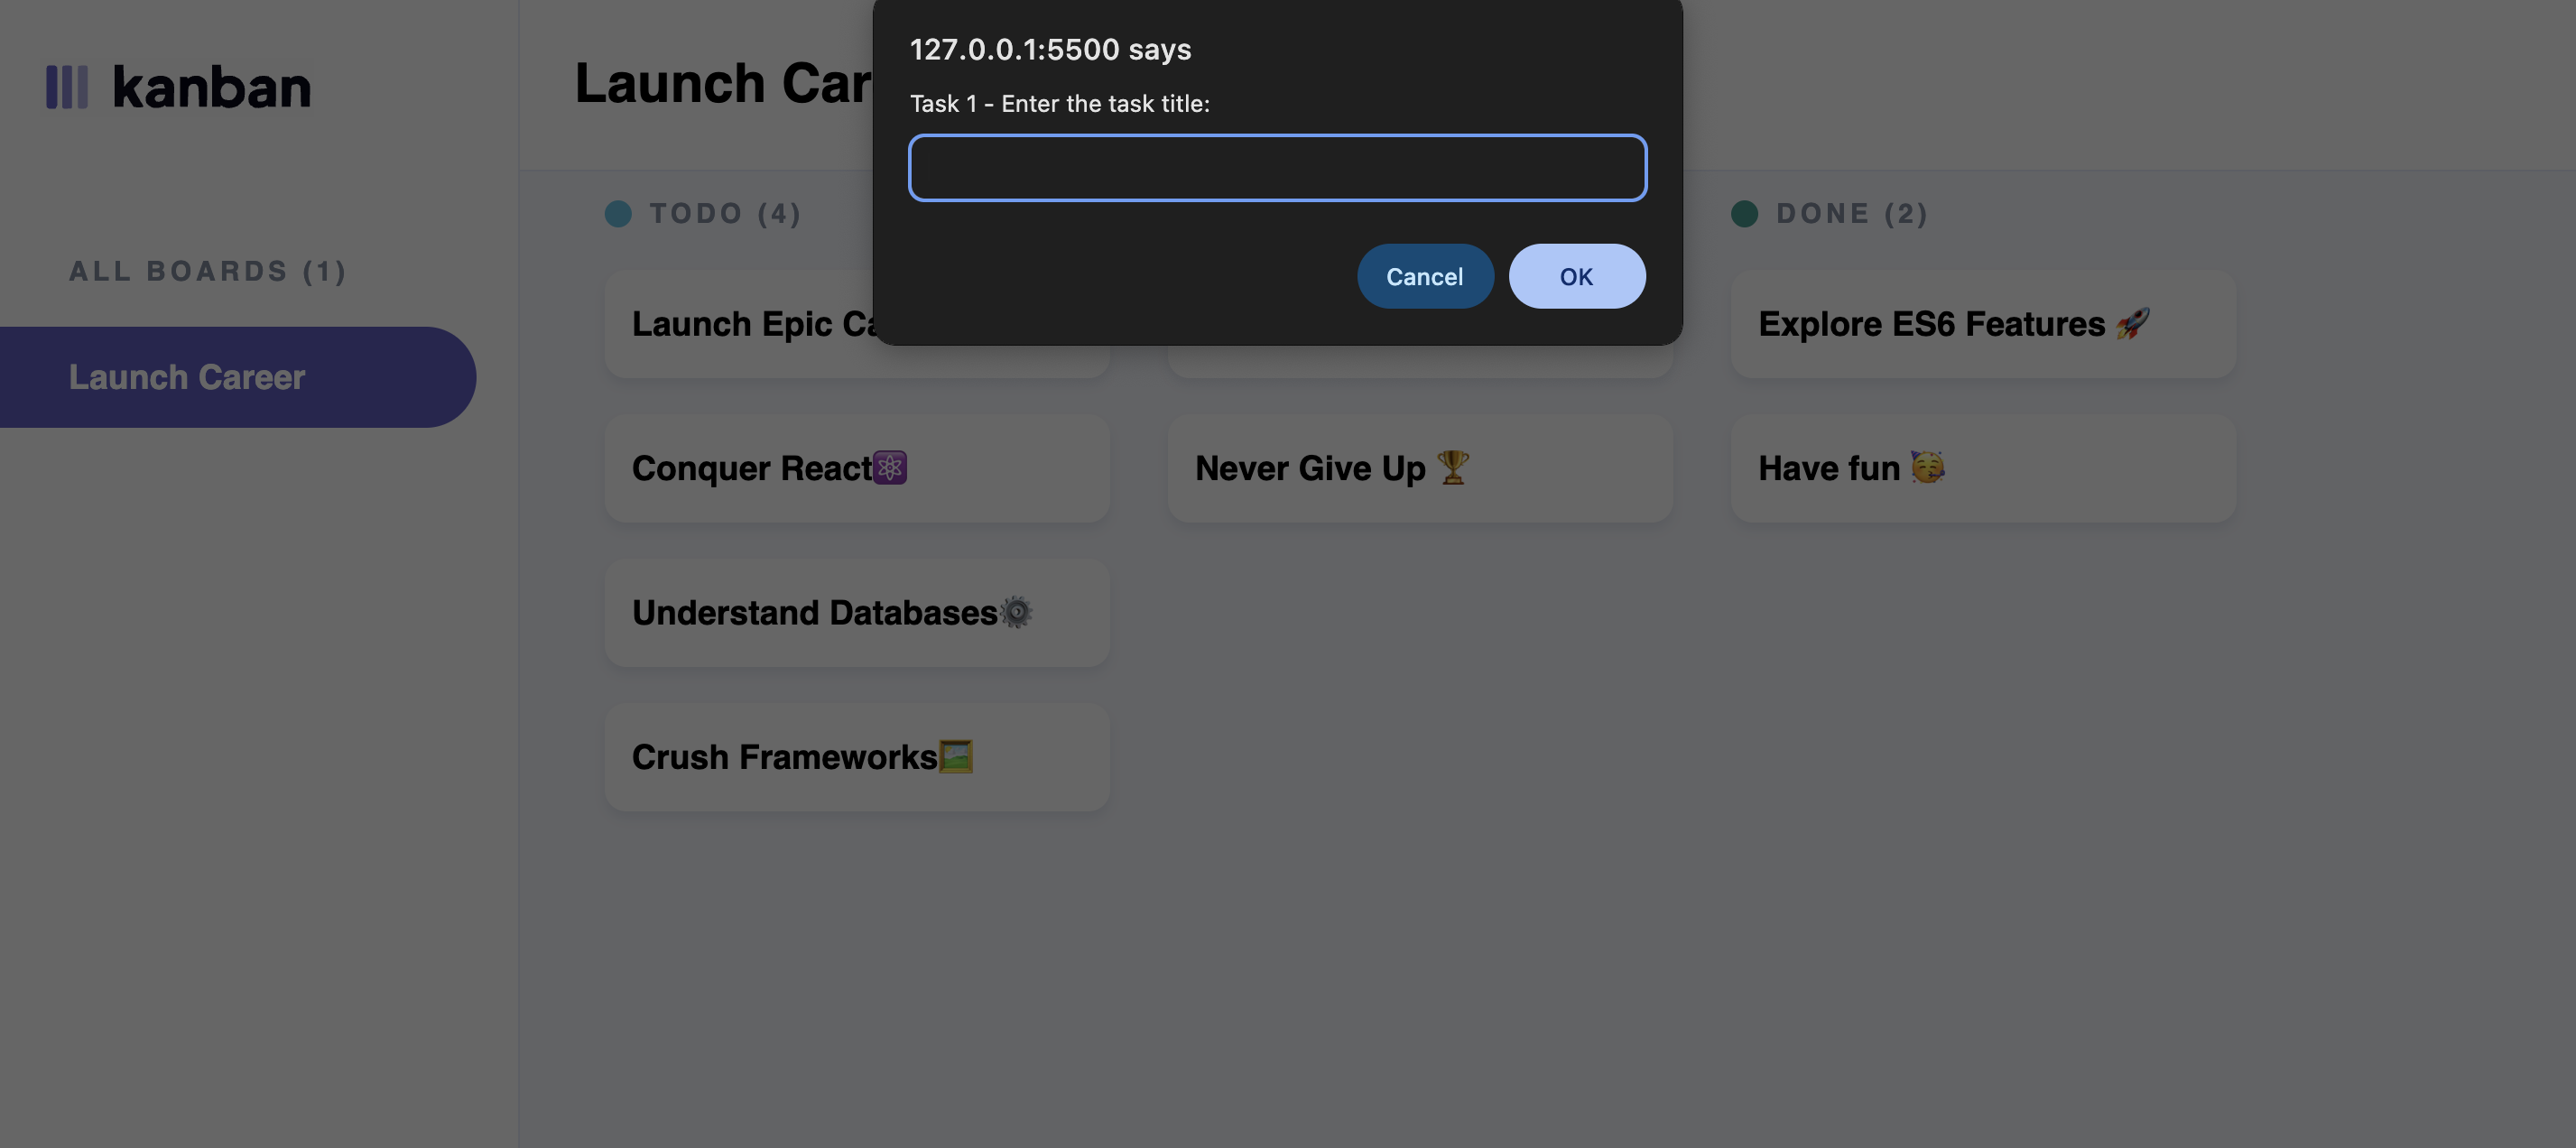 kanban
ALL BOARDS (1)
Launch Career
Launch Car
127.0.0.1:5500 says
Task 1 - Enter the task title:
Cancel
OK
TODO (4)
Launch Epic Ca
Conquer React⚛️
Understand Databases⚙️
Crush Frameworks🖼️
Never Give Up 🏆
DONE (2)
Explore ES6 Features 🚀
Have fun 🥳